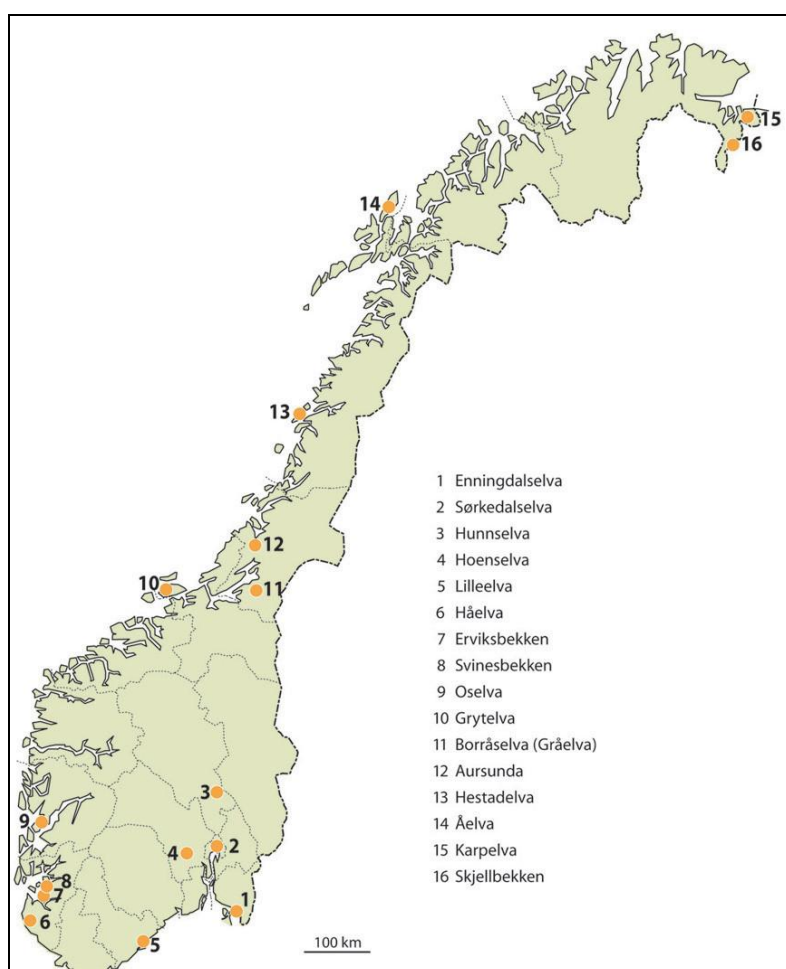 15
16
14
13
12
10
11
3
9
2
4
8
7
1
6
5
1 Enningdalselva
2 Sørkedalselva
3 Hunnselva
4 Hoenselva
5 Lilleelva
6 Håelva
7 Erviksbekken
8 Svinesbekken
9 Oselva
10 Grytelva
11 Borråselva (Gråelva)
12 Aursunda
13 Hestadelva
14 Åelva
15 Karpelva
16 Skjellbekken
100 km